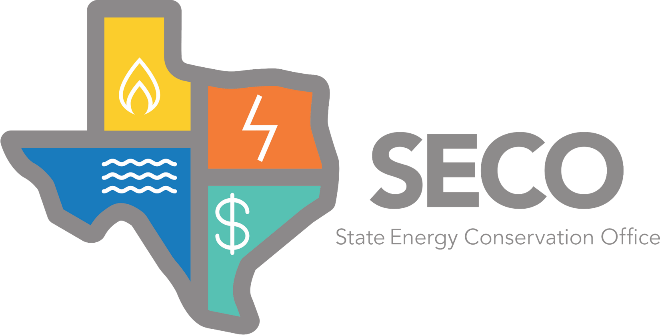 $
SECO
State Energy Conservation Office